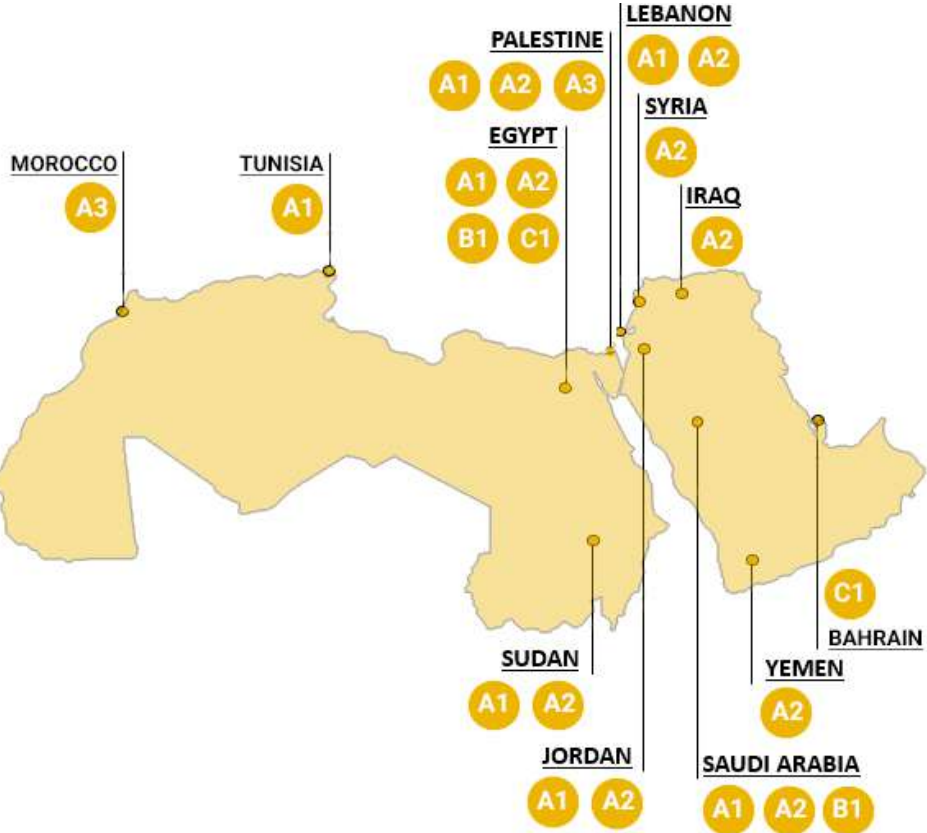 LEBANON
A1 A2
PALESTINE
A1 A2 A3
SYRIA
A2
EGYPT
A1 A2
B1 C1
MOROCCO
A3
TUNISIA
A1
IRAQ
A2
C1
BAHRAIN
SUDAN
A1 A2
YEMEN
A2
JORDAN
A1 A2
SAUDI ARABIA
A1 A2 B1